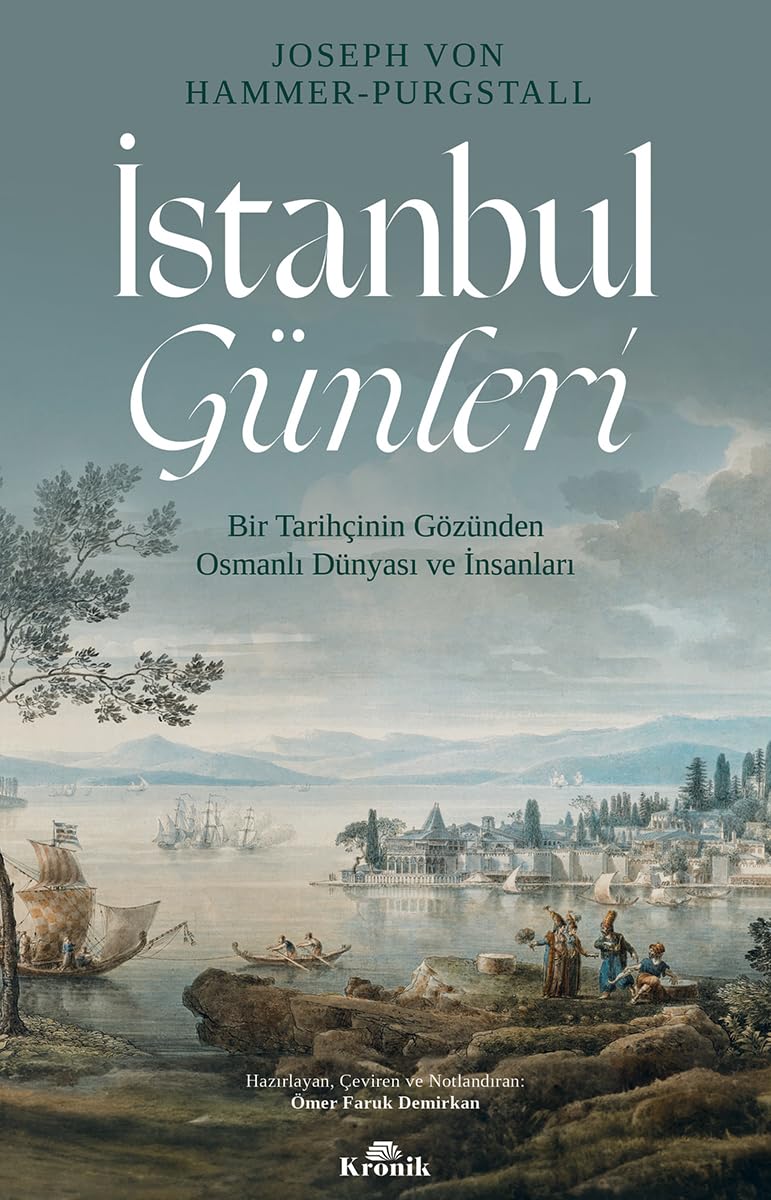 JOSEPH VON
HAMMER-PURGSTALL
İstanbul
Günleri
Bir Tarihçinin Gözünden
Osmanlı Dünyası ve İnsanları
Hazırlayan, Çeviren ve Notlandıran:
Ömer Faruk Demirkan
Kronik